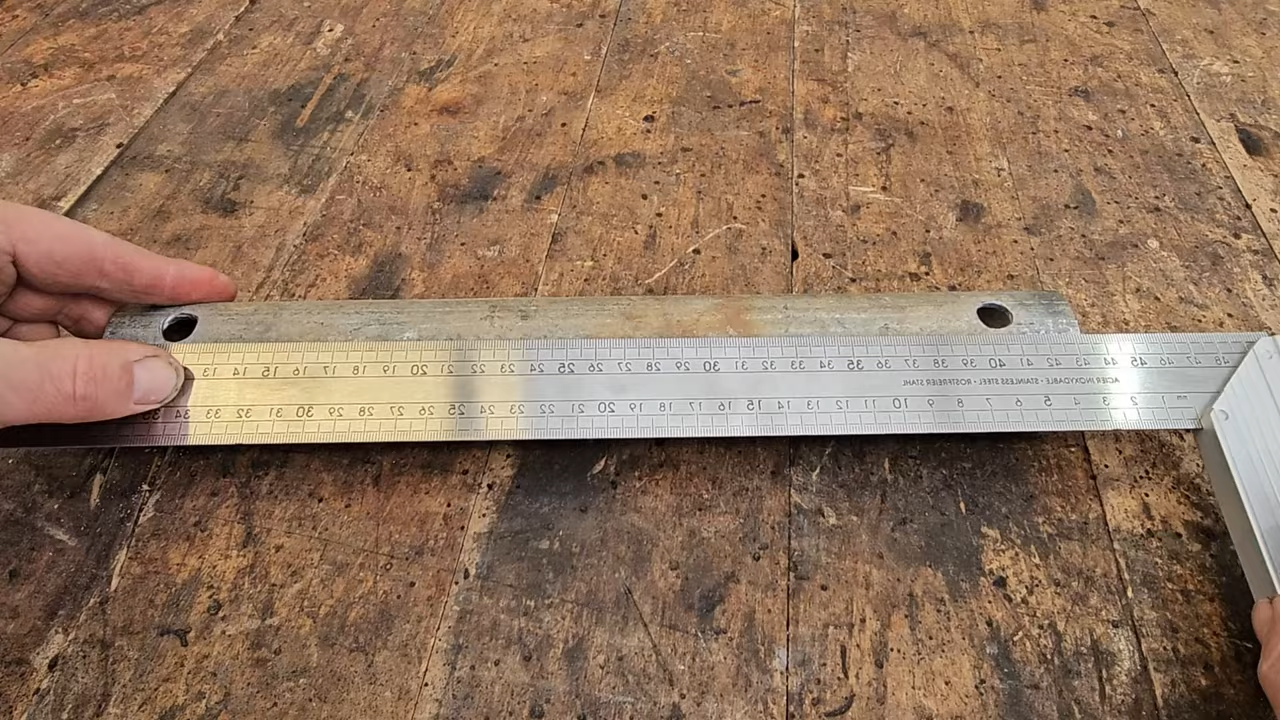 13 14 15 16 17 18 19 20 21 22 23 24 25 26 27 28 29 30 31 32 33 34 35 36 37 38 39 40 41 42 43 44 45 46 47 48
ACIER INOXYDABLE · STAINLESS STEEL · ROSTFREIER STAHL
35 34 33 32 31 30 29 28 27 26 25 24 23 22 21 20 19 18 17 16 15 14 13 12 11 10 9 8 7 6 5 4 3 2 1 mm